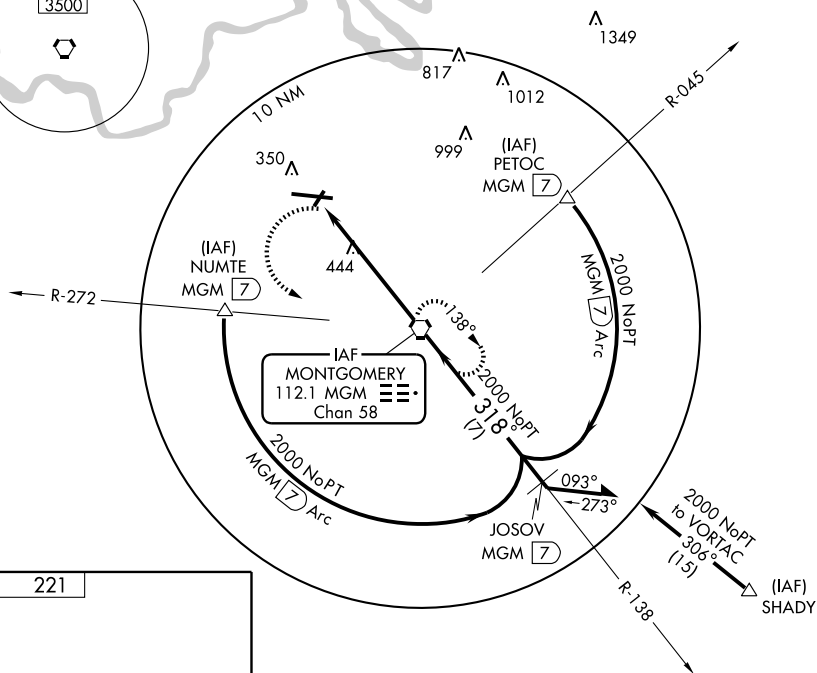 3500
1349
817
1012
R-045
10 NM
999
(IAF)
PETOC
MGM 7
350
(IAF)
NUMTE
MGM 7
444
2000 NoPT
MGM 7 Arc
R-272
138°
IAF
MONTGOMERY
112.1 MGM
Chan 58
2000 NoPT
318°
(7)
2000 NoPT
MGM 7 Arc
093°
273°
JOSOV
MGM 7
2000 NoPT
to VORTAC
306°
(15)
(IAF)
SHADY
R-138
221